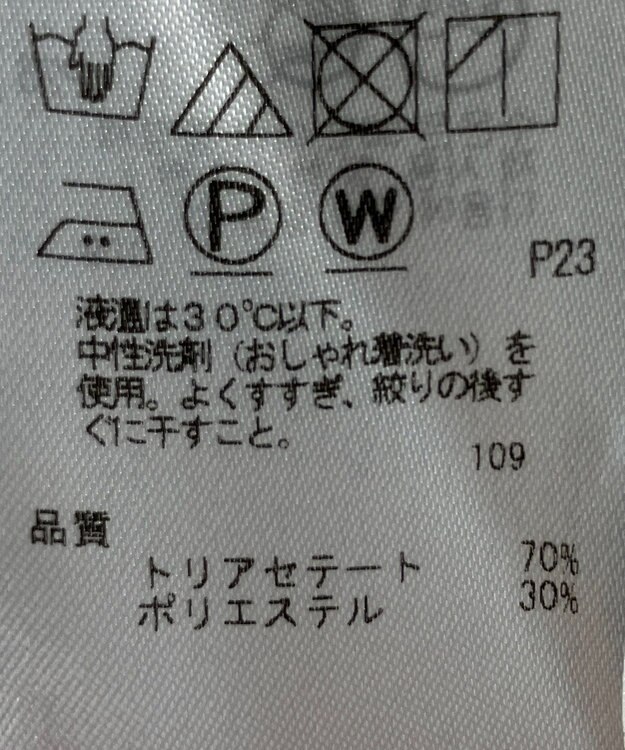 P W
P23
液温は30℃以下。
中性洗剤（おしゃれ着洗い）を
使用。よくすすぎ、絞りの後す
ぐに干すこと。
109
品質
トリアセテート 70%
ポリエステル 30%